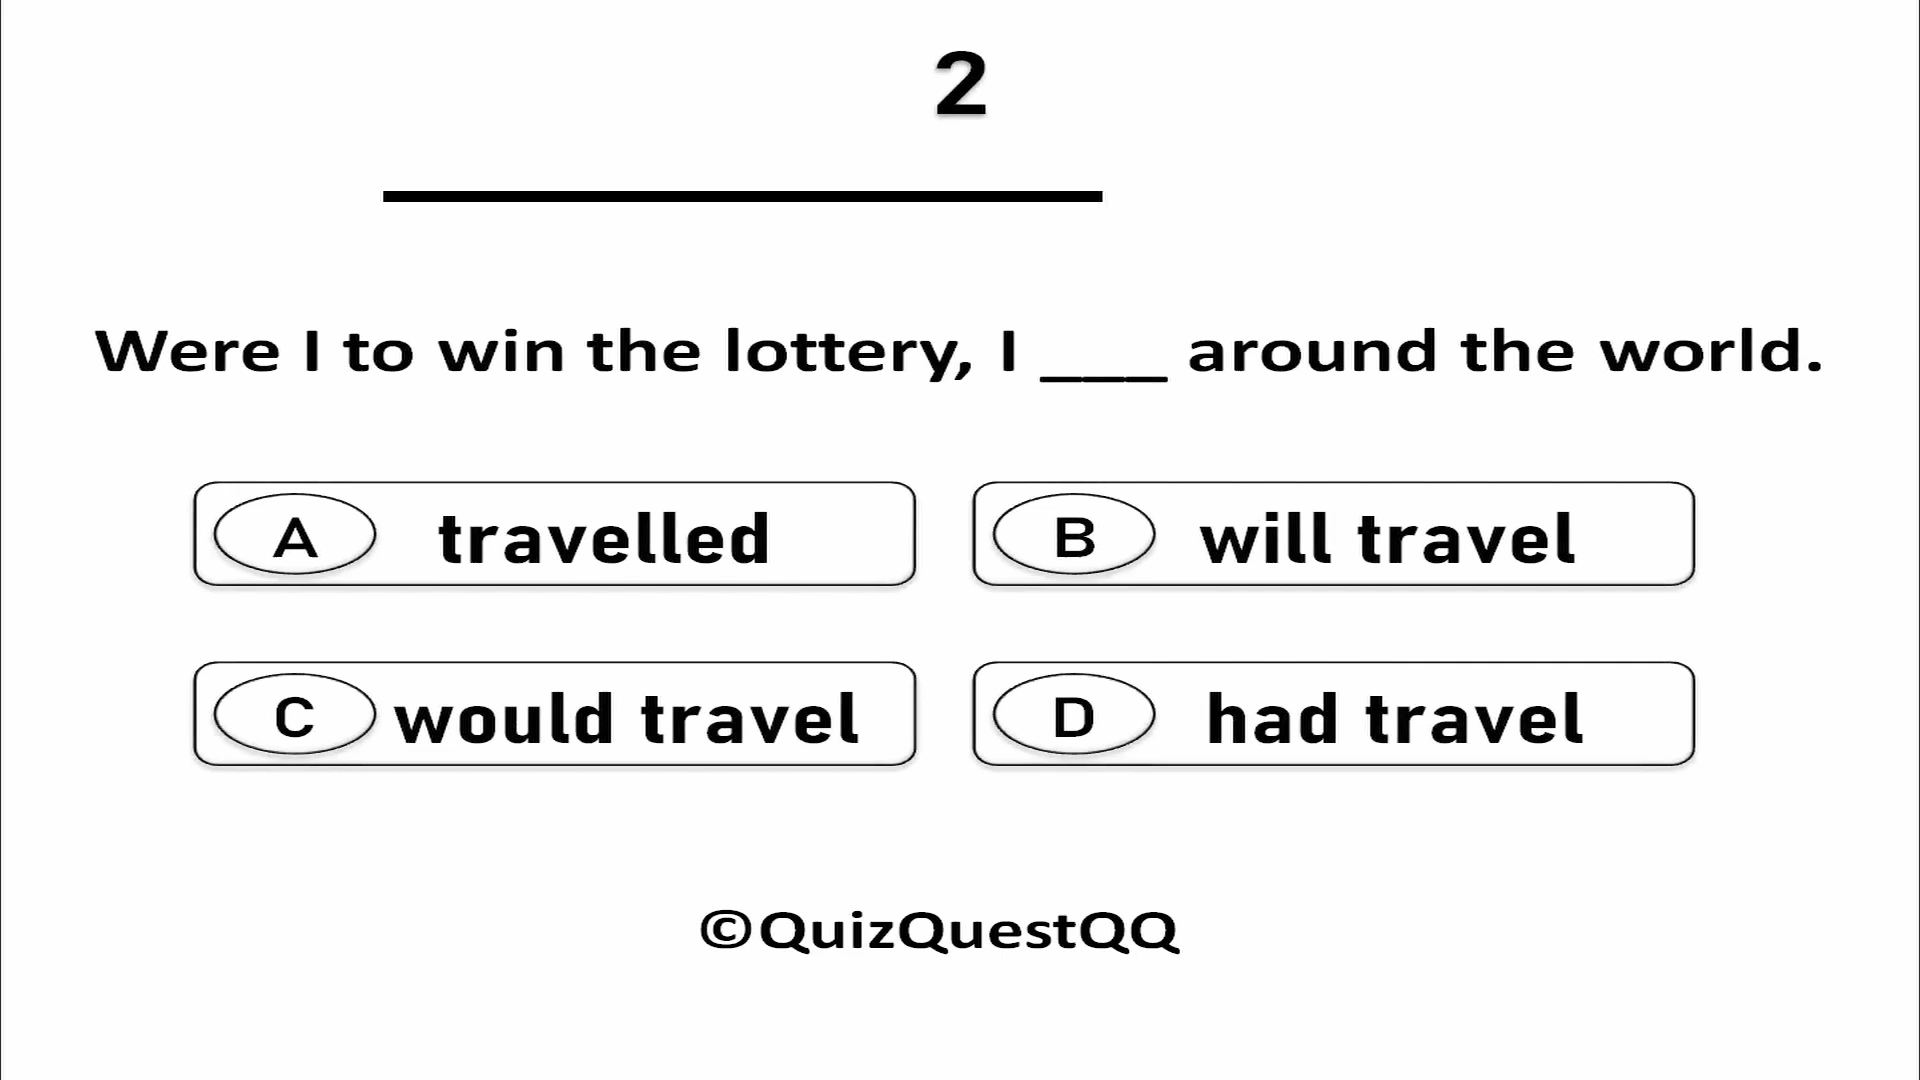 2
Were I to win the lottery, I ___ around the world.
A travelled
B will travel
C would travel
D had travel
©QuizQuestQQ